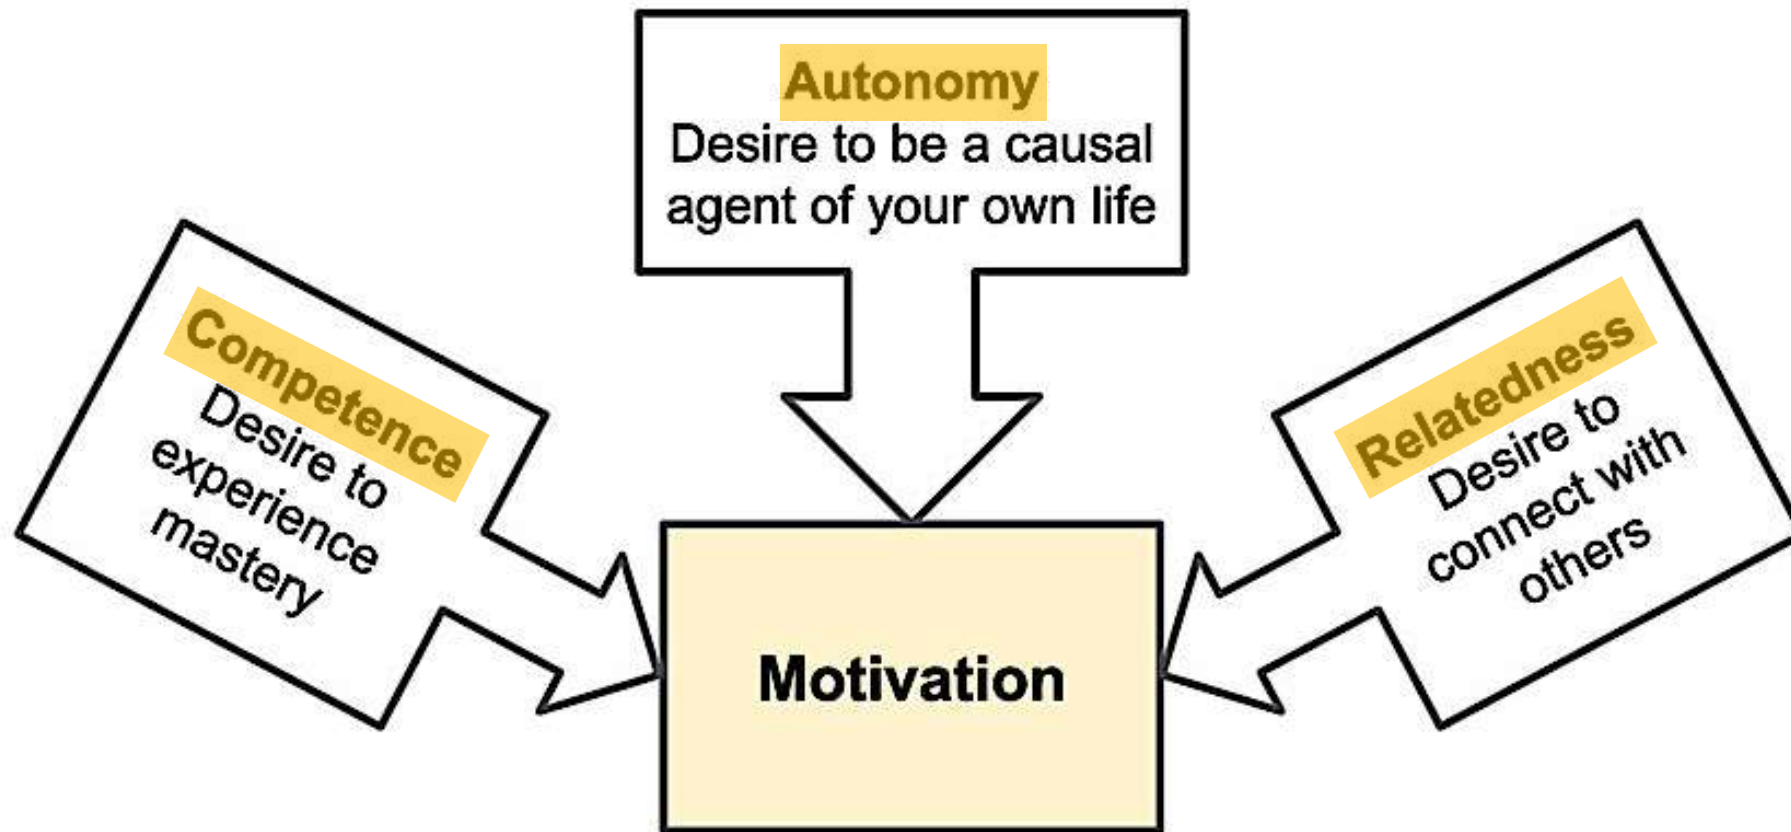 Autonomy
Desire to be a causal
agent of your own life
Competence
Desire to
experience
mastery
Relatedness
Desire to
connect with
others
Motivation